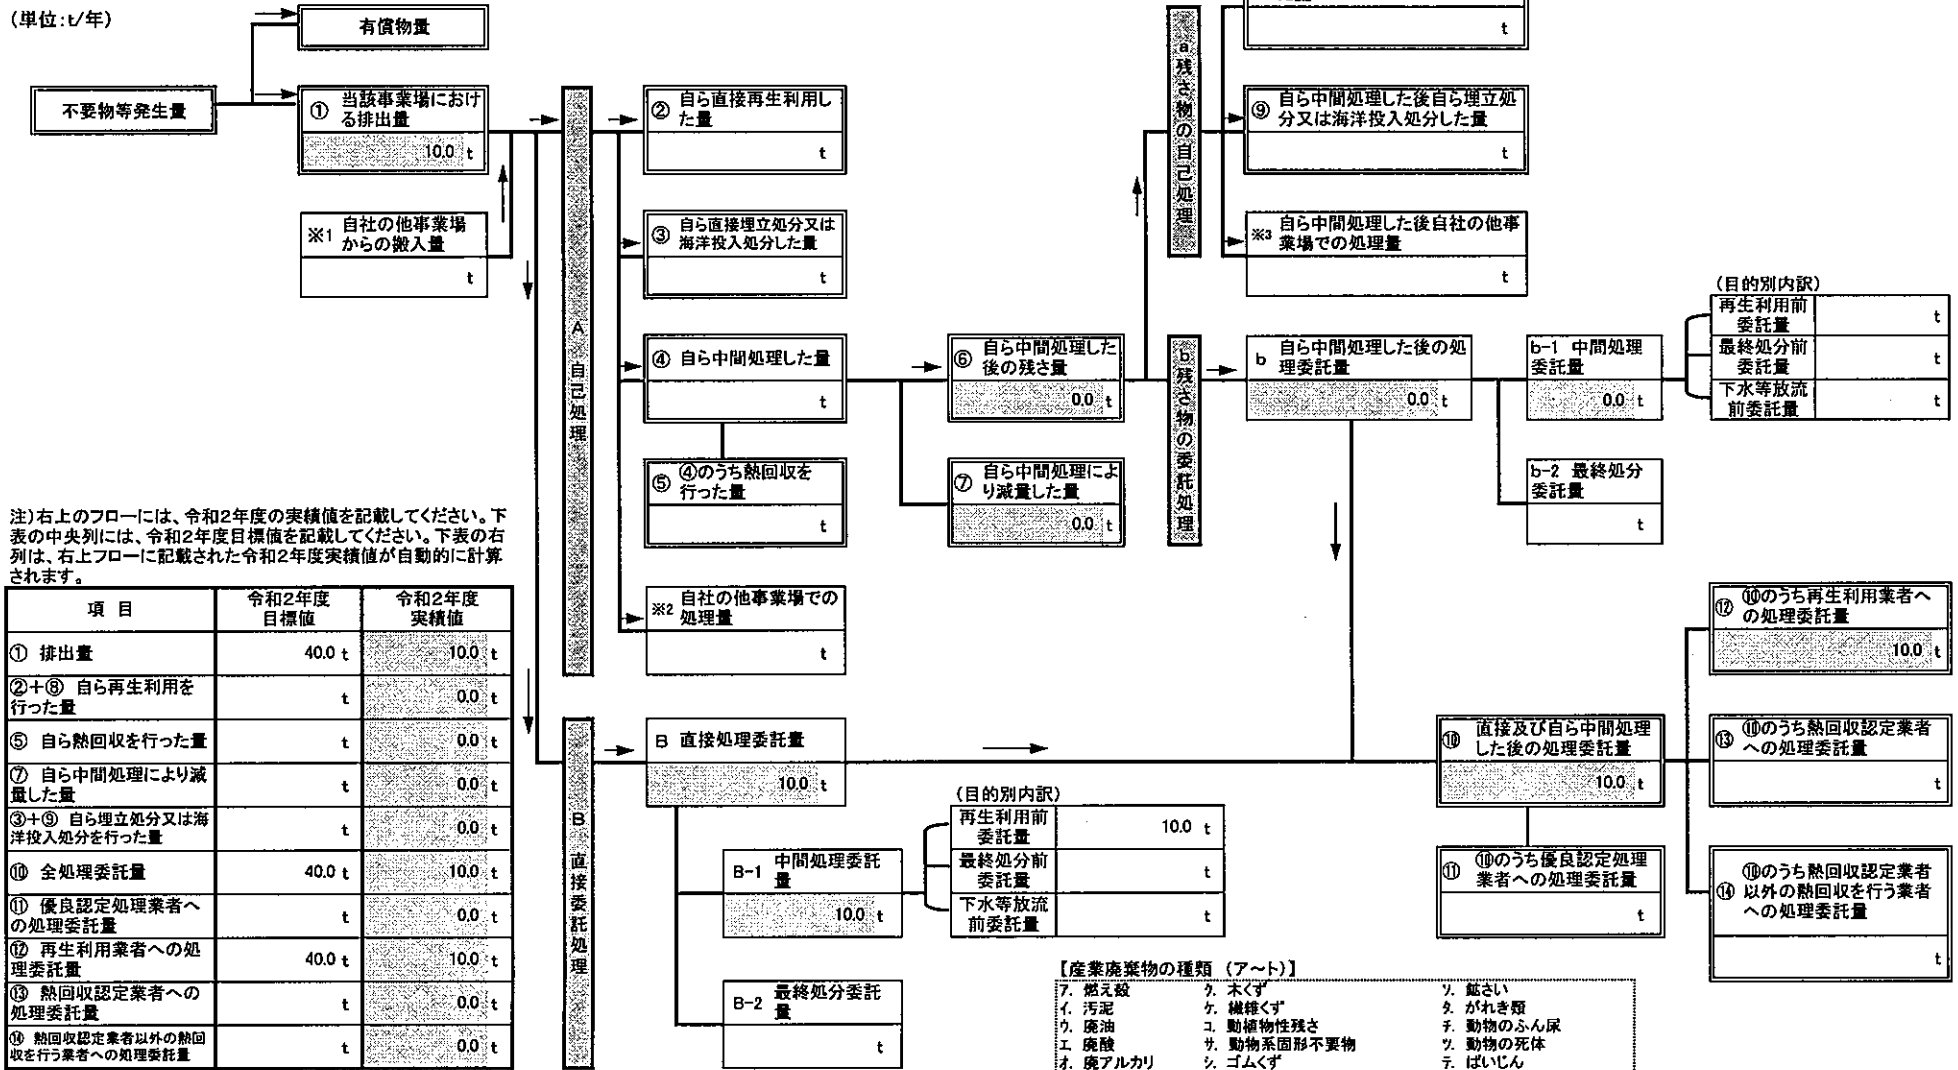 (単位:t/年)
有償物量
t
不要物等発生量
① 当該事業場におけ
る排出量
10.0 t
※1 自社の他事業場
からの搬入量
t
A 自己処理
② 自ら直接再生利用し
た量
t
③ 自ら直接埋立処分又は
海洋投入処分した量
t
④ 自ら中間処理した量
t
⑤ ④のうち熱回収を
行った量
t
※2 自社の他事業場での
処理量
t
⑥ 自ら中間処理した
後の残さ量
0.0 t
⑦ 自ら中間処理によ
り減量した量
0.0 t
a 残さ物の自己処理
⑨ 自ら中間処理した後自ら埋立処
分又は海洋投入処分した量
t
※3 自ら中間処理した後自社の他事
業場での処理量
t
b 残さ物の委託処理
b 自ら中間処理した後の処
理委託量
0.0 t
b-1 中間処理
委託量
0.0 t
(目的別内訳)
再生利用前
委託量 t
最終処分前
委託量 t
下水等放流
前委託量 t
b-2 最終処分
委託量
t
注)右上のフローには、令和2年度の実績値を記載してください。下
表の中央列には、令和2年度目標値を記載してください。下表の右
列は、右上フローに記載された令和2年度実績値が自動的に計算
されます。
項 目 令和2年度 目標値 令和2年度 実績値
① 排出量 40.0 t 10.0 t
②+⑧ 自ら再生利用を
行った量 t 0.0 t
⑤ 自ら熱回収を行った量 t 0.0 t
⑦ 自ら中間処理により減
量した量 t 0.0 t
③+⑨ 自ら埋立処分又は海
洋投入処分を行った量 t 0.0 t
⑩ 全処理委託量 40.0 t 10.0 t
⑪ 優良認定処理業者へ
の処理委託量 t 0.0 t
⑫ 再生利用業者への処
理委託量 40.0 t 10.0 t
⑬ 熱回収認定業者への
処理委託量 t 0.0 t
⑭ 熱回収認定業者以外の熱回
収を行う業者への処理委託量 t 0.0 t
B 直接委託処理
B 直接処理委託量
10.0 t
B-1 中間処理委託
量
10.0 t
(目的別内訳)
再生利用前
委託量 10.0 t
最終処分前
委託量 t
下水等放流
前委託量 t
B-2 最終処分委託
量
t
⑩ 直接及び自ら中間処理
した後の処理委託量
10.0 t
⑪ ⑩のうち優良認定処理
業者への処理委託量
t
⑫ ⑩のうち再生利用業者へ
の処理委託量
10.0 t
⑬ ⑩のうち熱回収認定業者
への処理委託量
t
⑭ ⑩のうち熱回収認定業者
以外の熱回収を行う業者
への処理委託量
t
【産業廃棄物の種類 (ア〜ト)】
ア. 燃え殻 ク. 木くず ソ. 鉱さい
イ. 汚泥 ケ. 繊維くず タ. がれき類
ウ. 廃油 コ. 動植物性残さ チ. 動物のふん尿
エ. 廃酸 サ. 動物系固形不要物 ツ. 動物の死体
オ. 廃アルカリ シ. ゴムくず テ. ばいじん